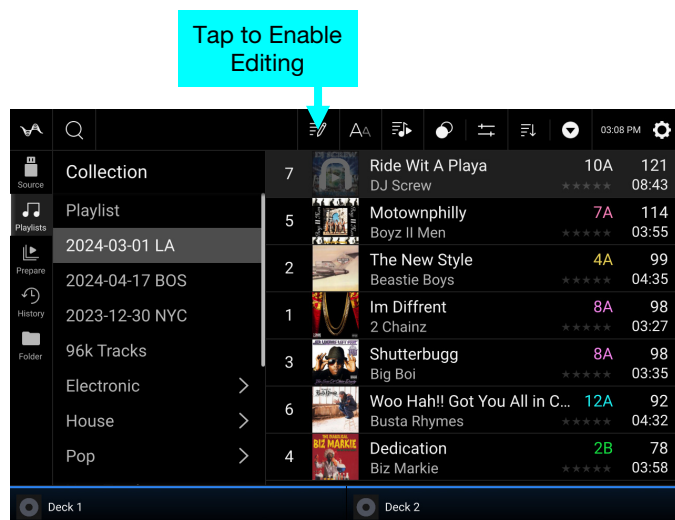 Tap to Enable
Editing
AA
03:08 PM
Source
Playlists
Prepare
History
Folder
Collection
Playlist
2024-03-01 LA
2024-04-17 BOS
2023-12-30 NYC
96k Tracks
Electronic
House
Pop
7 Ride Wit A Playa 10A 121
DJ Screw 08:43
5 Motownphilly 7A 114
Boyz II Men 03:55
2 The New Style 4A 99
Beastie Boys 04:35
1 Im Diffrent 8A 98
2 Chainz 03:27
3 Shutterbugg 8A 98
Big Boi 03:35
6 Woo Hah!! Got You All in C... 12A 92
Busta Rhymes 04:32
4 Dedication 2B 78
Biz Markie 03:58
BIZ MARKIE
Deck 1
Deck 2